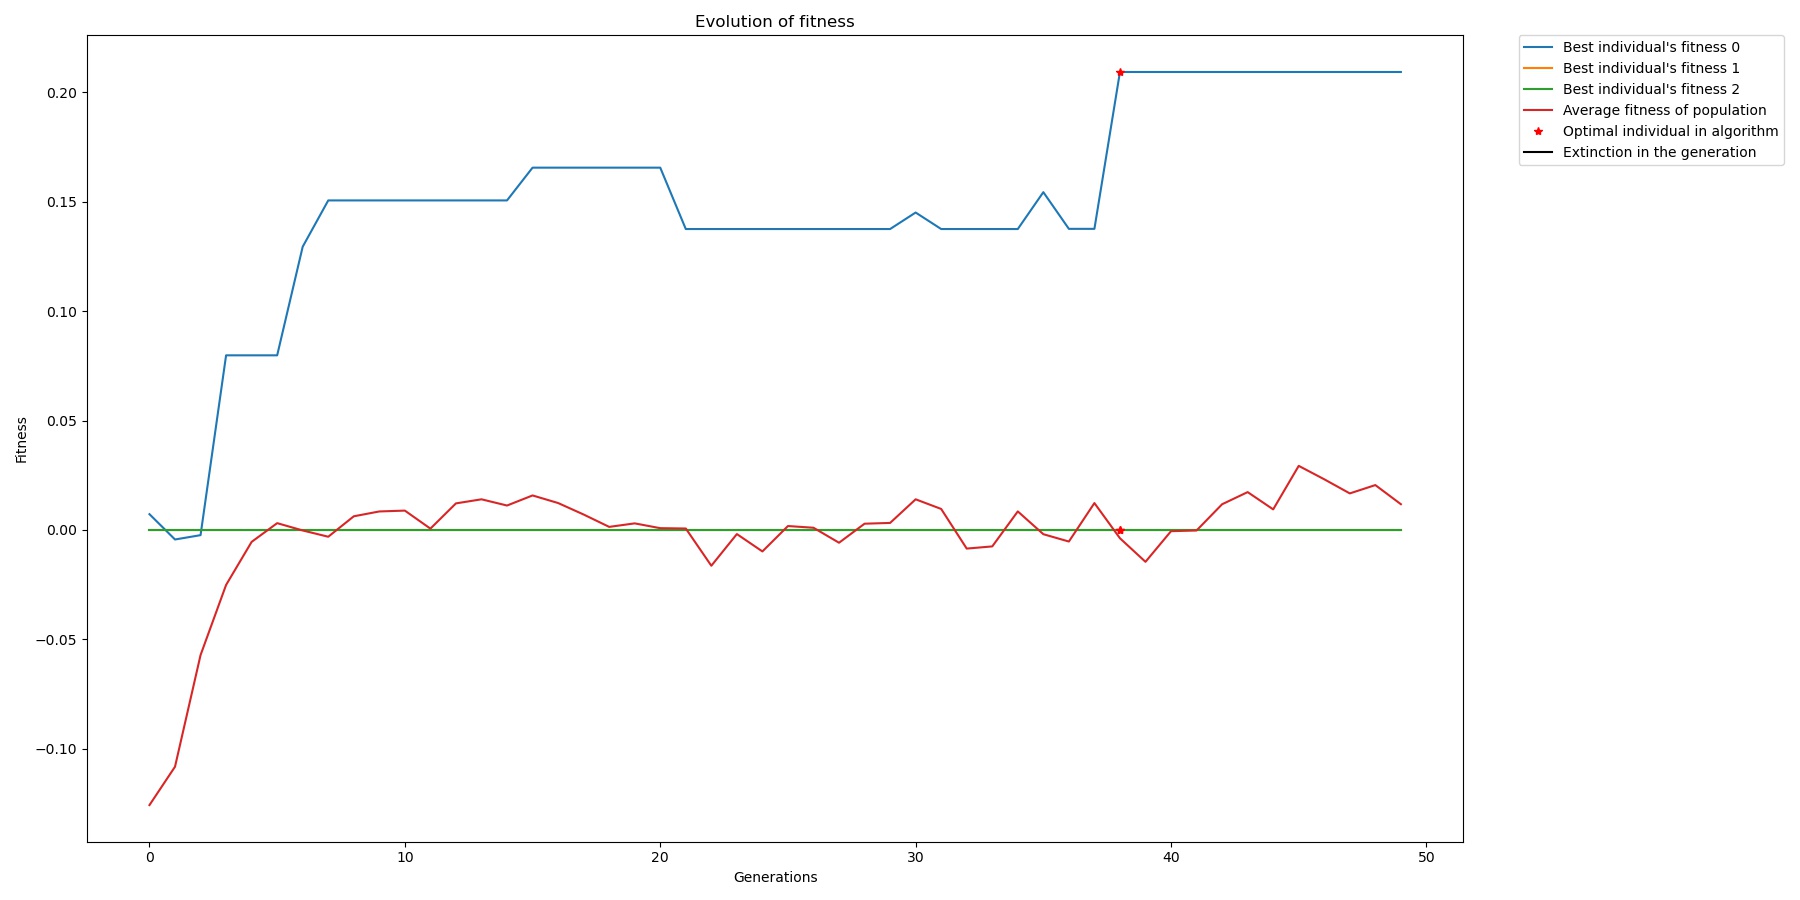 Evolution of fitness
Best individual's fitness 0
Best individual's fitness 1
Best individual's fitness 2
Average fitness of population
Optimal individual in algorithm
Extinction in the generation
Fitness
0.20
0.15
0.10
0.05
0.00
−0.05
−0.10
0 10 20 30 40 50
Generations